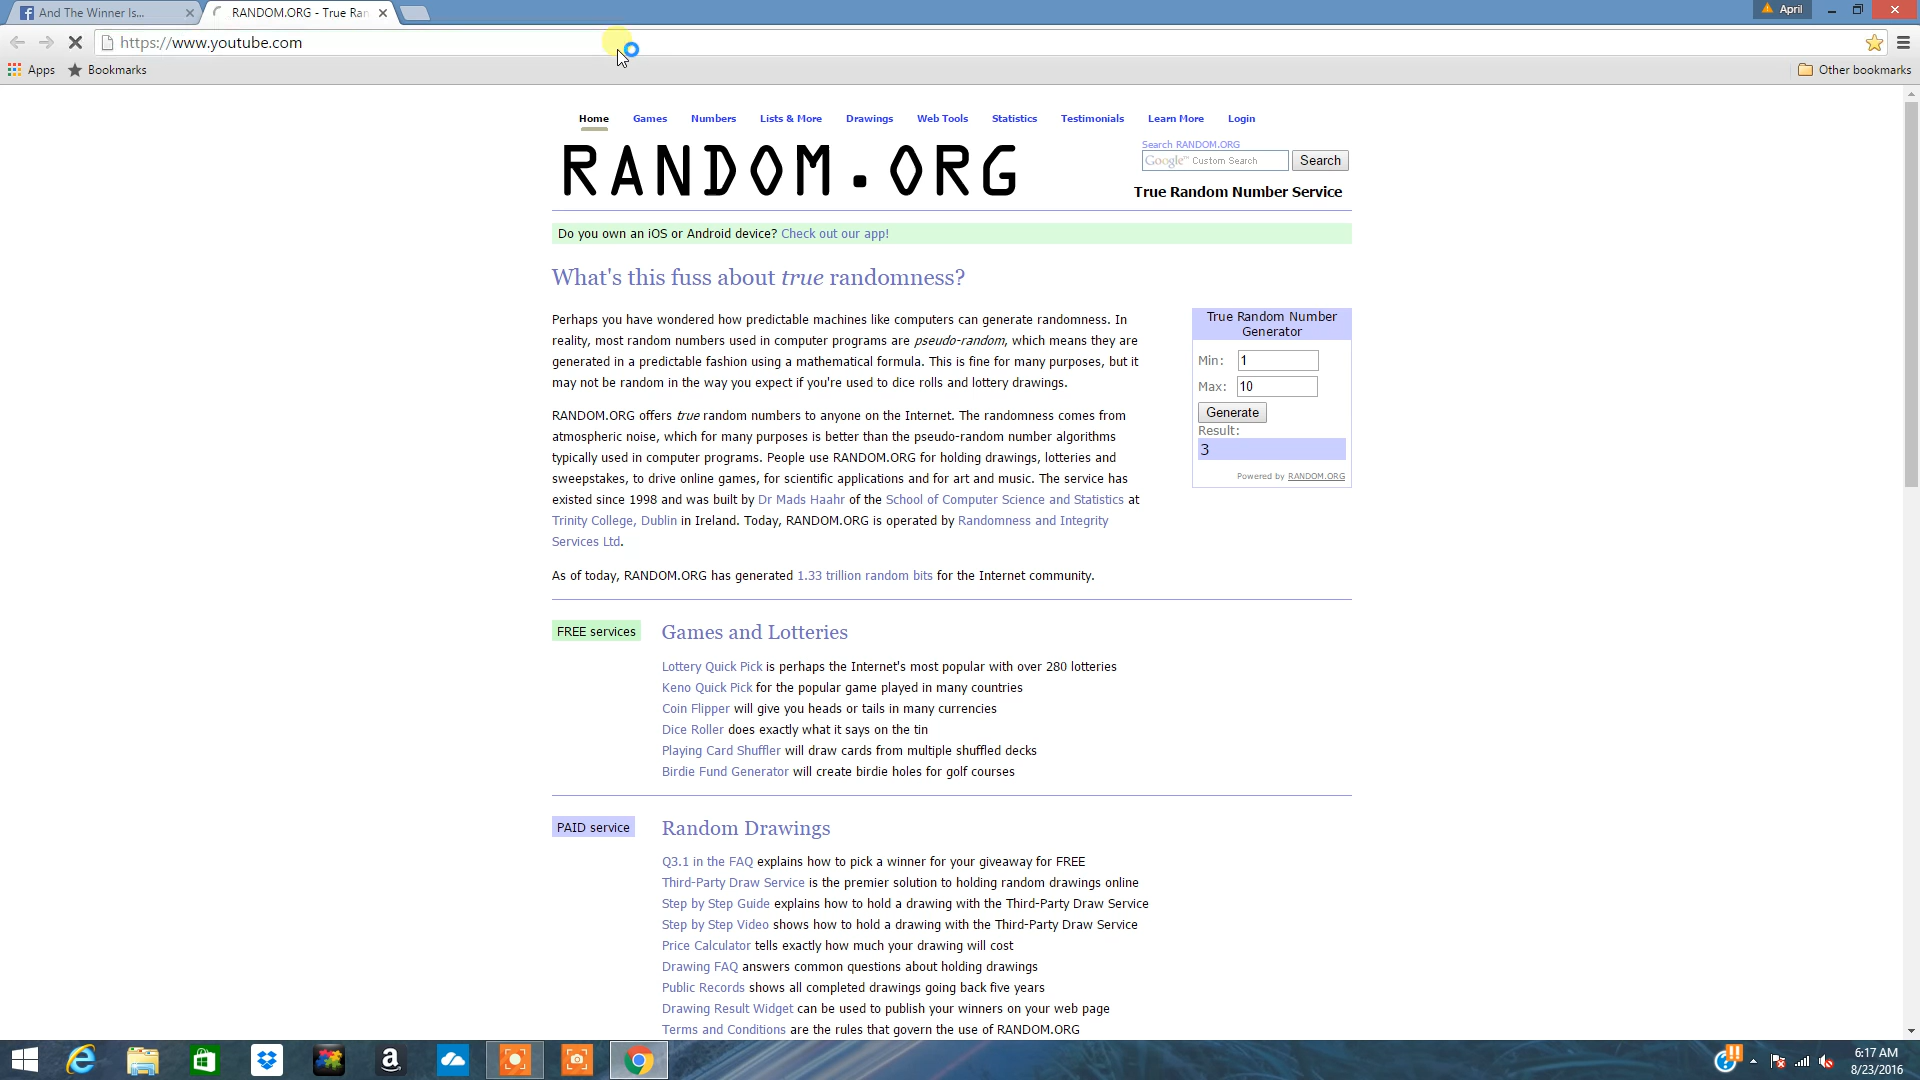 And The Winner Is...
RANDOM.ORG - True Ran
April
https://www.youtube.com
Apps
Bookmarks
Other bookmarks
Home Games Numbers Lists & More Drawings Web Tools Statistics Testimonials Learn More Login
RANDOM.ORG
Search RANDOM.ORG
Google™ Custom Search
Search
True Random Number Service
Do you own an iOS or Android device? Check out our app!
What's this fuss about true randomness?
Perhaps you have wondered how predictable machines like computers can generate randomness. In
reality, most random numbers used in computer programs are pseudo-random, which means they are
generated in a predictable fashion using a mathematical formula. This is fine for many purposes, but it
may not be random in the way you expect if you're used to dice rolls and lottery drawings.
RANDOM.ORG offers true random numbers to anyone on the Internet. The randomness comes from
atmospheric noise, which for many purposes is better than the pseudo-random number algorithms
typically used in computer programs. People use RANDOM.ORG for holding drawings, lotteries and
sweepstakes, to drive online games, for scientific applications and for art and music. The service has
existed since 1998 and was built by Dr Mads Haahr of the School of Computer Science and Statistics at
Trinity College, Dublin in Ireland. Today, RANDOM.ORG is operated by Randomness and Integrity
Services Ltd.
As of today, RANDOM.ORG has generated 1.33 trillion random bits for the Internet community.
True Random Number
Generator
Min: 1
Max: 10
Generate
Result:
3
Powered by RANDOM.ORG
FREE services
Games and Lotteries
Lottery Quick Pick is perhaps the Internet's most popular with over 280 lotteries
Keno Quick Pick for the popular game played in many countries
Coin Flipper will give you heads or tails in many currencies
Dice Roller does exactly what it says on the tin
Playing Card Shuffler will draw cards from multiple shuffled decks
Birdie Fund Generator will create birdie holes for golf courses
PAID service
Random Drawings
Q3.1 in the FAQ explains how to pick a winner for your giveaway for FREE
Third-Party Draw Service is the premier solution to holding random drawings online
Step by Step Guide explains how to hold a drawing with the Third-Party Draw Service
Step by Step Video shows how to hold a drawing with the Third-Party Draw Service
Price Calculator tells exactly how much your drawing will cost
Drawing FAQ answers common questions about holding drawings
Public Records shows all completed drawings going back five years
Drawing Result Widget can be used to publish your winners on your web page
Terms and Conditions are the rules that govern the use of RANDOM.ORG
6:17 AM
8/23/2016